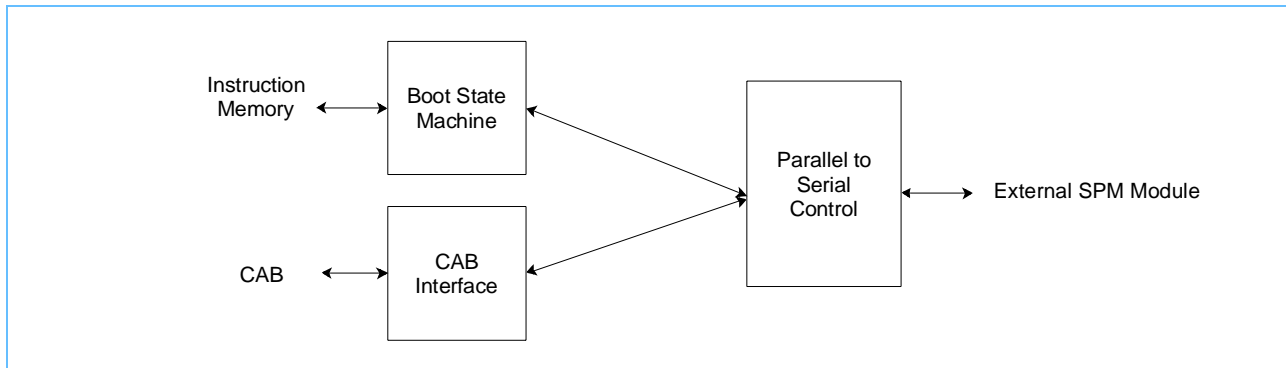 Instruction
Memory
Boot State
Machine
Parallel to
Serial
Control
External SPM Module
CAB
CAB
Interface